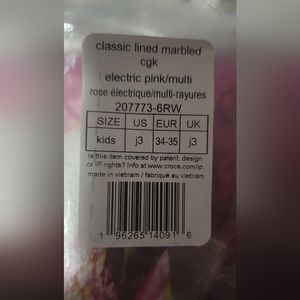 classic lined marbled
cgk
electric pink/multi
rose électrique/multi-rayures
207773-6RW
SIZE US EUR UK
kids j3 34-35 j3
Is this item covered by patent, design
or IP rights? Info at www.crocs.com/ip,
made in vietnam / fabriqué au vietnam
1 96265 14091 6